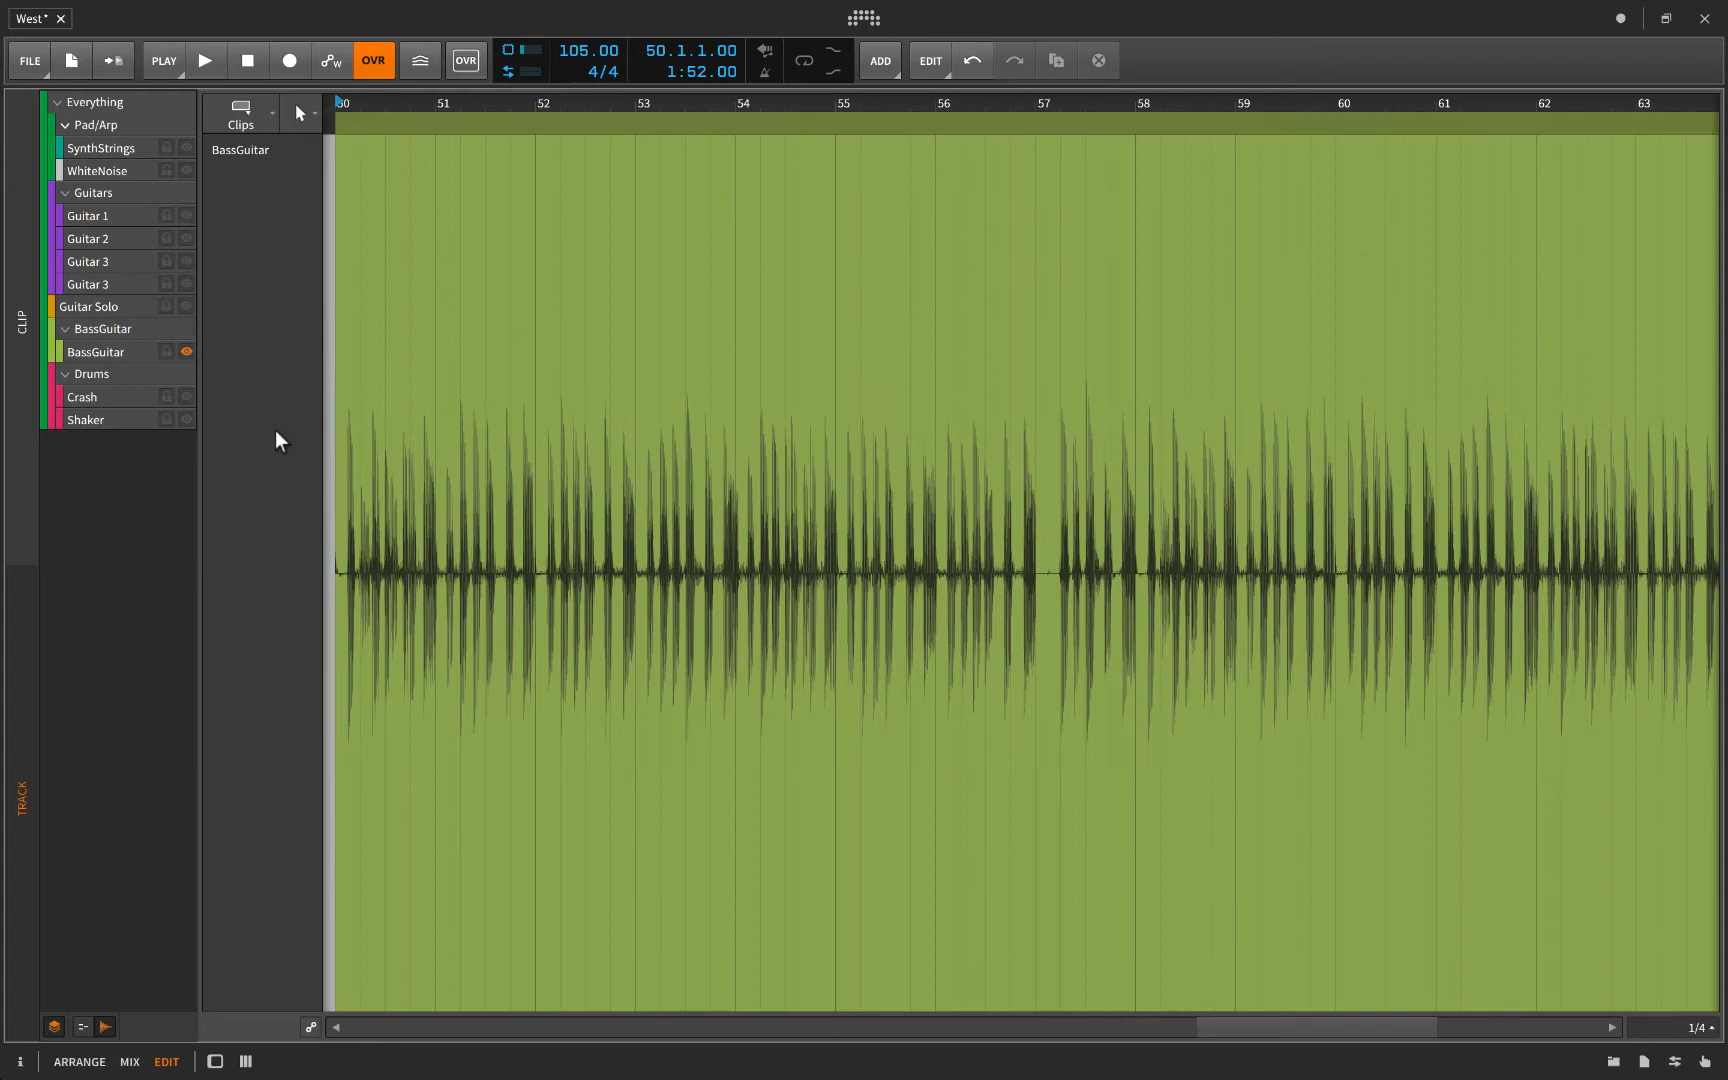 West*
FILE
PLAY
W
OVR
OVR
105.00
4/4
50.1.1.00
1:52.00
ADD
EDIT
CLIP
TRACK
Everything
Pad/Arp
SynthStrings
WhiteNoise
Guitars
Guitar 1
Guitar 2
Guitar 3
Guitar 3
Guitar Solo
BassGuitar
BassGuitar
Drums
Crash
Shaker
Clips
BassGuitar
51 52 53 54 55 56 57 58 59 60 61 62 63
1/4
i
ARRANGE MIX EDIT